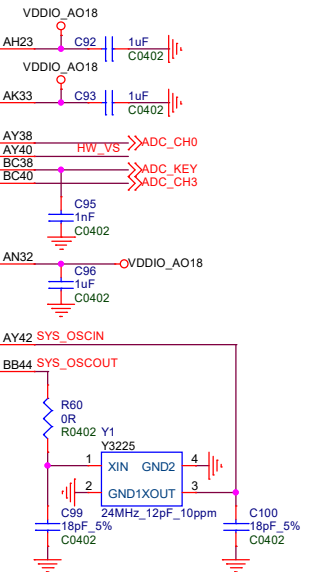 VDDIO_AO18
AH23 C92 1uF
C0402
VDDIO_AO18
AK33 C93 1uF
C0402
AY38 ADC_CH0
AY40 HW_VS
BC38 ADC_KEY
BC40 ADC_CH3
C95
1nF
C0402
AN32 VDDIO_AO18
C96
1uF
C0402
AY42 SYS_OSCIN
BB44 SYS_OSCOUT
R60
0R
R0402 Y1
Y3225
1 XIN GND2 4
2 GND1 XOUT 3
C99 24MHz_12pF_10ppm C100
18pF_5% 18pF_5%
C0402 C0402